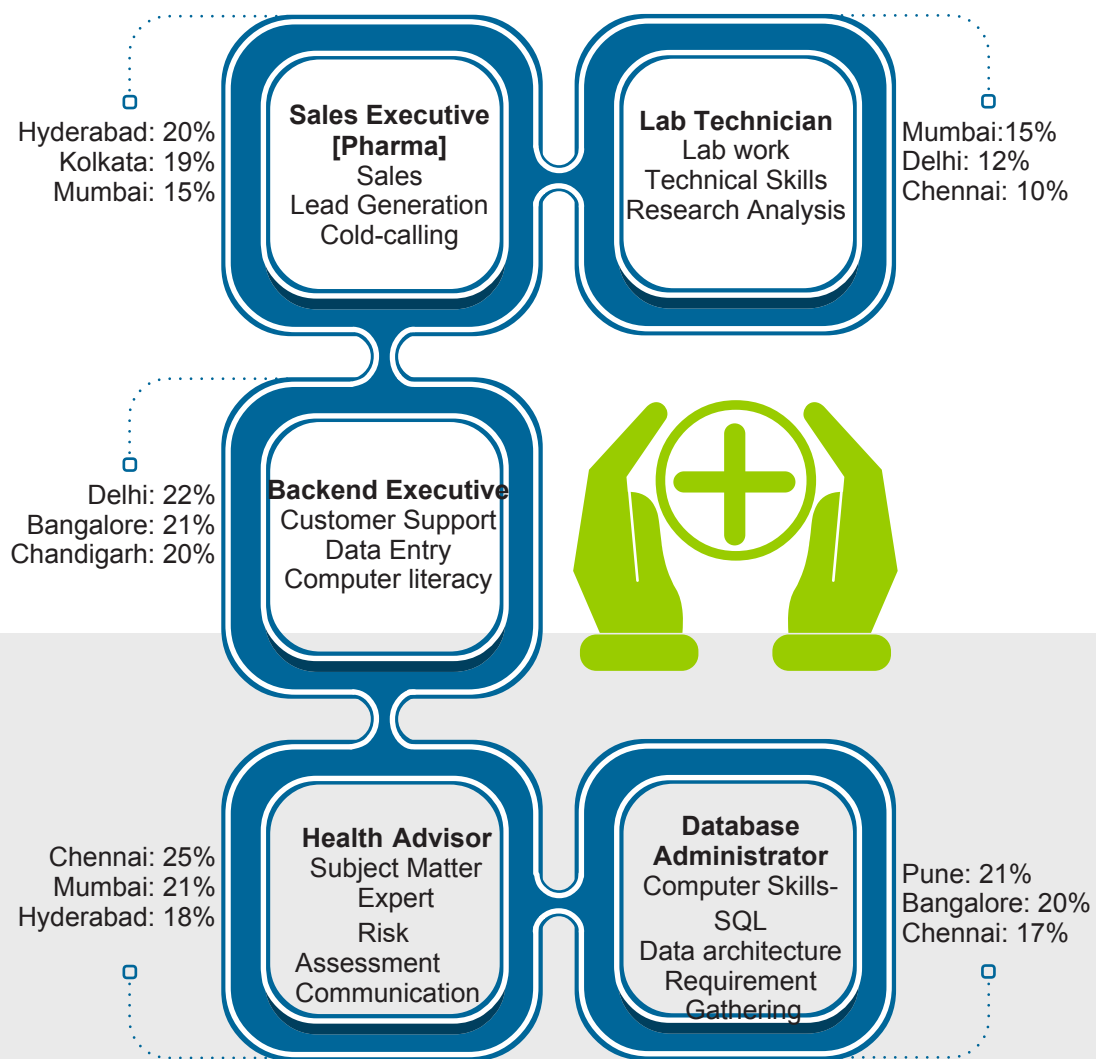 Hyderabad: 20%
Kolkata: 19%
Mumbai: 15%
Sales Executive
[Pharma]
Sales
Lead Generation
Cold-calling
Lab Technician
Lab work
Technical Skills
Research Analysis
Mumbai:15%
Delhi: 12%
Chennai: 10%
Delhi: 22%
Bangalore: 21%
Chandigarh: 20%
Backend Executive
Customer Support
Data Entry
Computer literacy
Chennai: 25%
Mumbai: 21%
Hyderabad: 18%
Health Advisor
Subject Matter
Expert
Risk
Assessment
Communication
Database
Administrator
Computer Skills-
SQL
Data architecture
Requirement
Gathering
Pune: 21%
Bangalore: 20%
Chennai: 17%